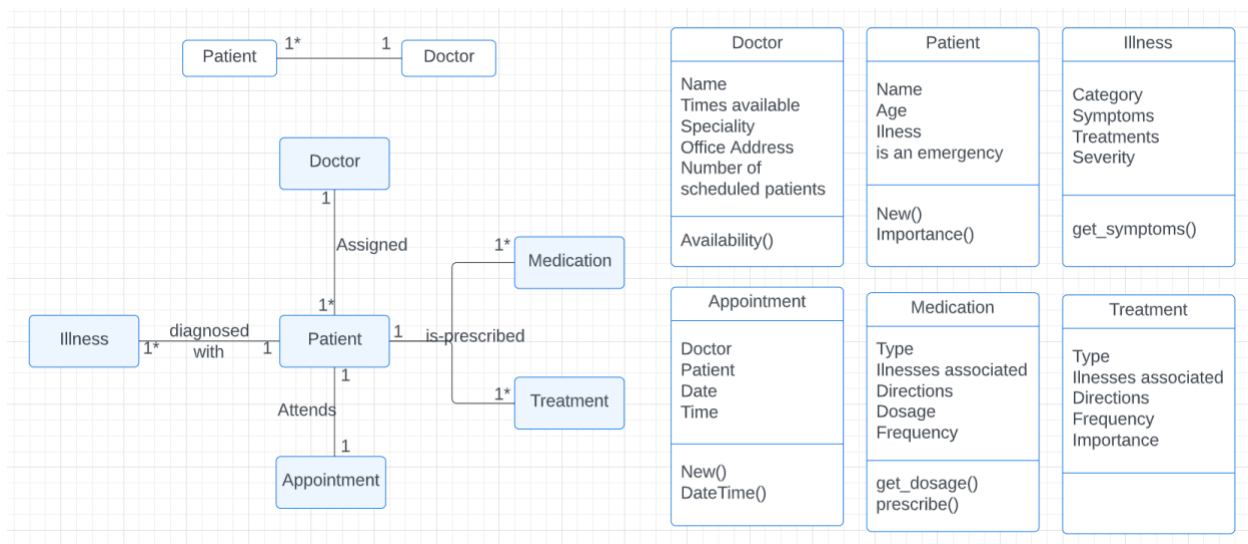 Patient
1*
1
Doctor
Doctor
1
Assigned
1*
Illness
1*
diagnosed
with
1
Patient
1
is-prescribed
1*
Medication
1*
Treatment
1
Attends
1
Appointment
Doctor
Name
Times available
Speciality
Office Address
Number of
scheduled patients
Availability()
Patient
Name
Age
Ilness
is an emergency
New()
Importance()
Illness
Category
Symptoms
Treatments
Severity
get_symptoms()
Appointment
Doctor
Patient
Date
Time
New()
DateTime()
Medication
Type
Ilnesses associated
Directions
Dosage
Frequency
get_dosage()
prescribe()
Treatment
Type
Ilnesses associated
Directions
Frequency
Importance